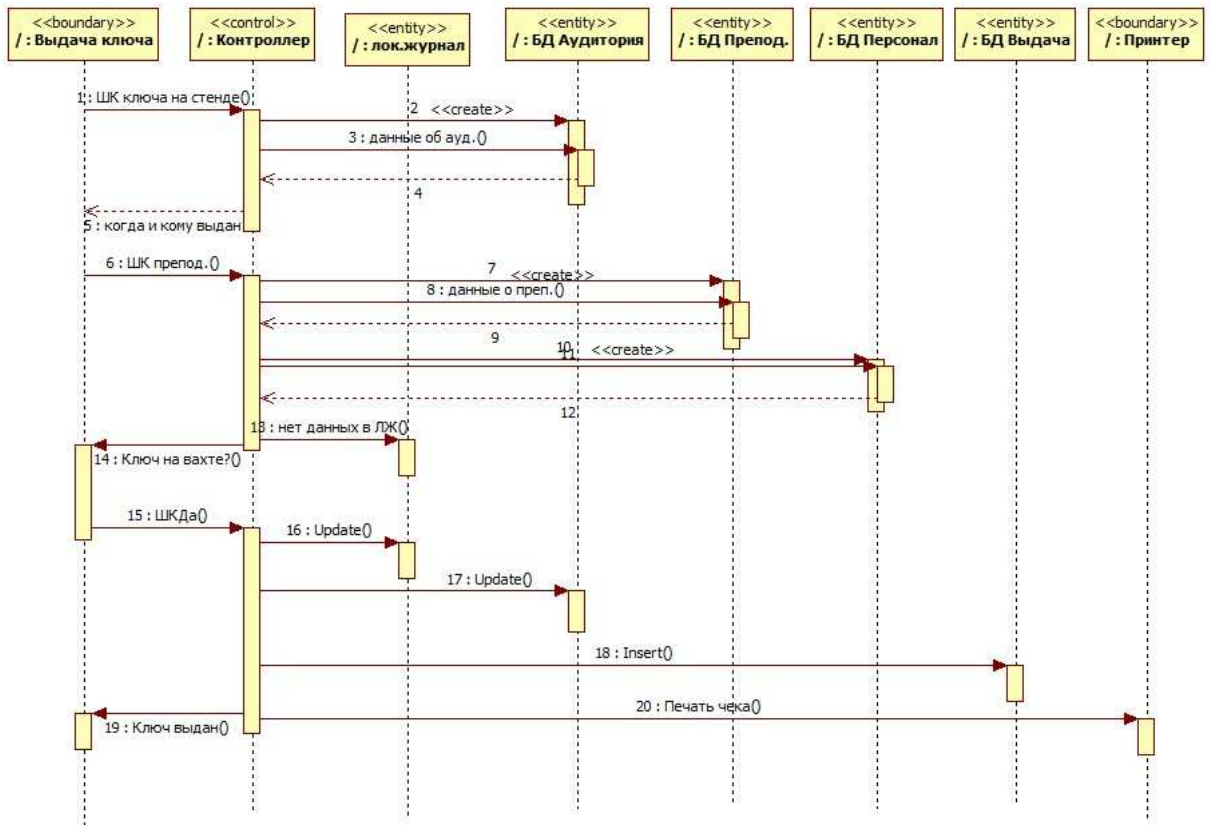 <<boundary>>
/ : Выдача ключа
<<control>>
/ : Контроллер
<<entity>>
/ : лок.журнал
<<entity>>
/ : БД Аудитория
<<entity>>
/ : БД Препод.
<<entity>>
/ : БД Персонал
<<entity>>
/ : БД Выдача
<<boundary>>
/ : Принтер
1 : ШК ключа на стенде()
2 <<create>>
3 : данные об ауд.()
4
5 : когда и кому выдан
6 : ШК препод.()
7 <<create>>
8 : данные о преп.()
9
10 <<create>>
11
12
13 : нет данных в ЛЖ()
14 : Ключ на вахте?()
15 : ШКДа()
16 : Update()
17 : Update()
18 : Insert()
19 : Ключ выдан()
20 : Печать чека()